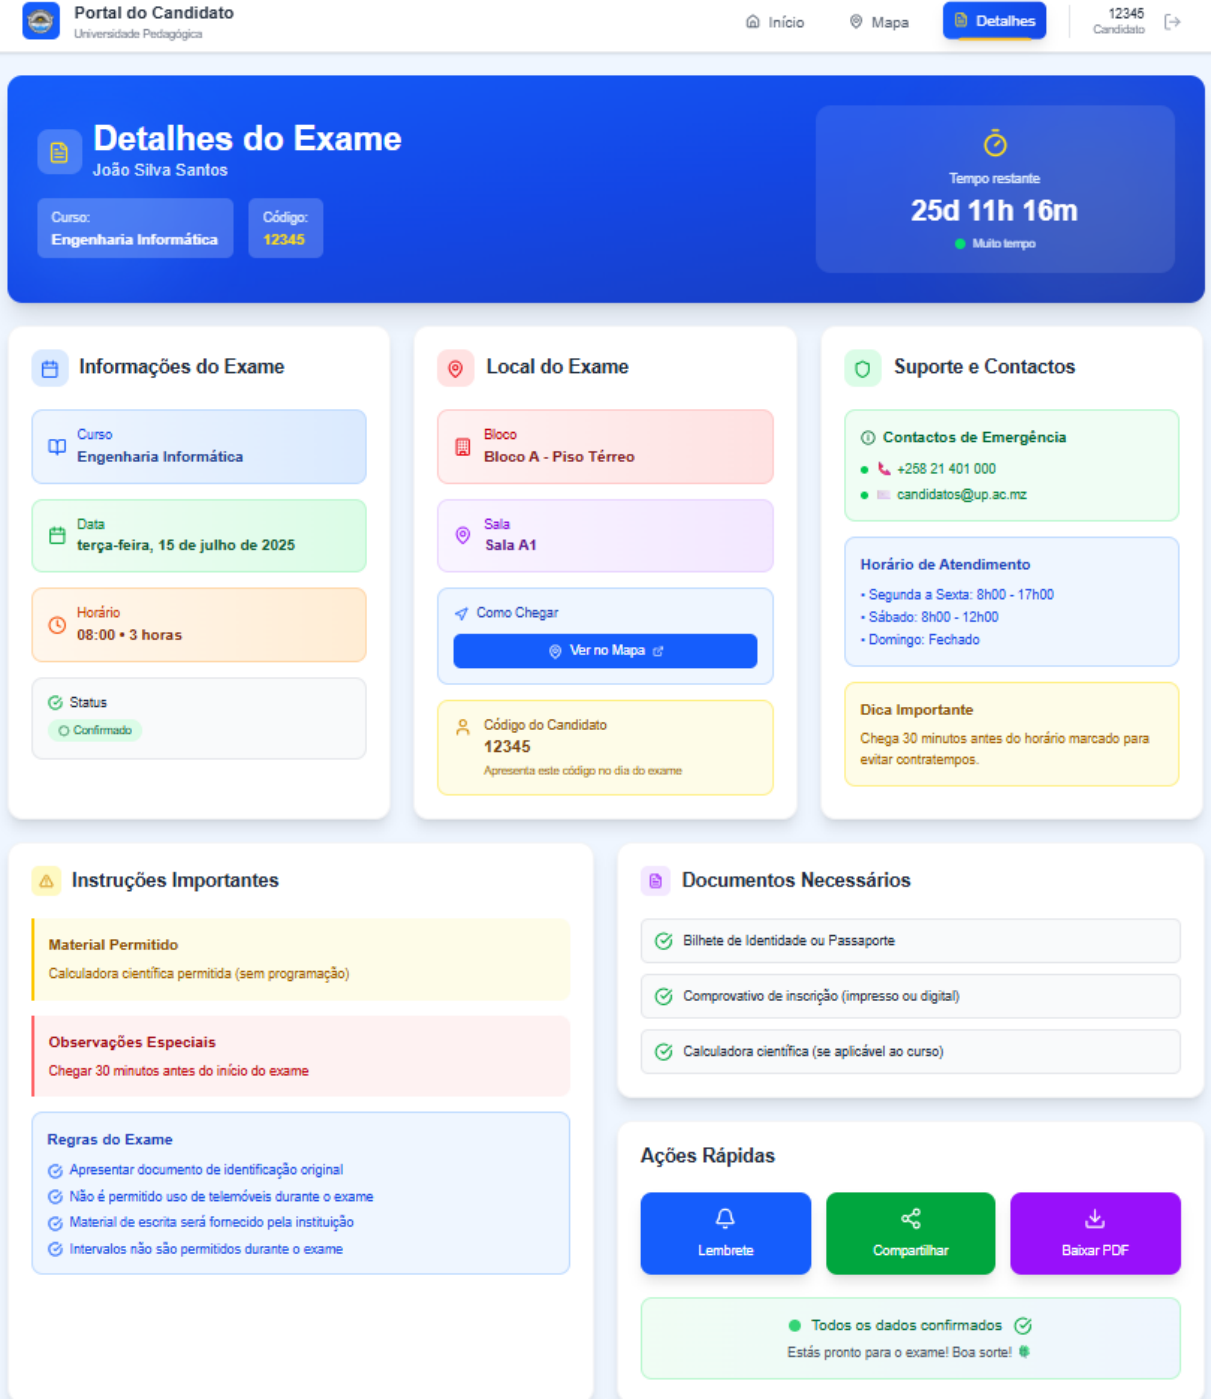 Portal do Candidato
Universidade Pedagógica
Início
Mapa
Detalhes
12345
Candidato
Detalhes do Exame
João Silva Santos
Curso:
Engenharia Informática
Código:
12345
Tempo restante
25d 11h 16m
Muito tempo
Informações do Exame
Curso
Engenharia Informática
Data
terça-feira, 15 de julho de 2025
Horário
08:00 • 3 horas
Status
Confirmado
Local do Exame
Bloco
Bloco A - Piso Térreo
Sala
Sala A1
Como Chegar
Ver no Mapa
Código do Candidato
12345
Apresenta este código no dia do exame
Suporte e Contactos
Contactos de Emergência
+258 21 401 000
candidatos@up.ac.mz
Horário de Atendimento
• Segunda a Sexta: 8h00 - 17h00
• Sábado: 8h00 - 12h00
• Domingo: Fechado
Dica Importante
Chega 30 minutos antes do horário marcado para
evitar contratempos.
Instruções Importantes
Material Permitido
Calculadora científica permitida (sem programação)
Observações Especiais
Chegar 30 minutos antes do início do exame
Regras do Exame
Apresentar documento de identificação original
Não é permitido uso de telemóveis durante o exame
Material de escrita será fornecido pela instituição
Intervalos não são permitidos durante o exame
Documentos Necessários
Bilhete de Identidade ou Passaporte
Comprovativo de inscrição (impresso ou digital)
Calculadora científica (se aplicável ao curso)
Ações Rápidas
Lembrete
Compartilhar
Baixar PDF
Todos os dados confirmados
Estás pronto para o exame! Boa sorte! 🍀